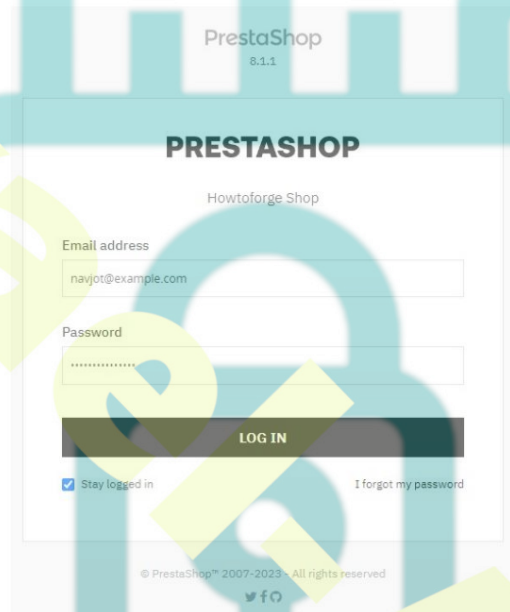 PrestaShop
8.1.1
PRESTASHOP
Howtoforge Shop
Email address
navjot@example.com
Password
•••••••••••••••
LOG IN
Stay logged in
I forgot my password
© PrestaShop™ 2007-2023 - All rights reserved